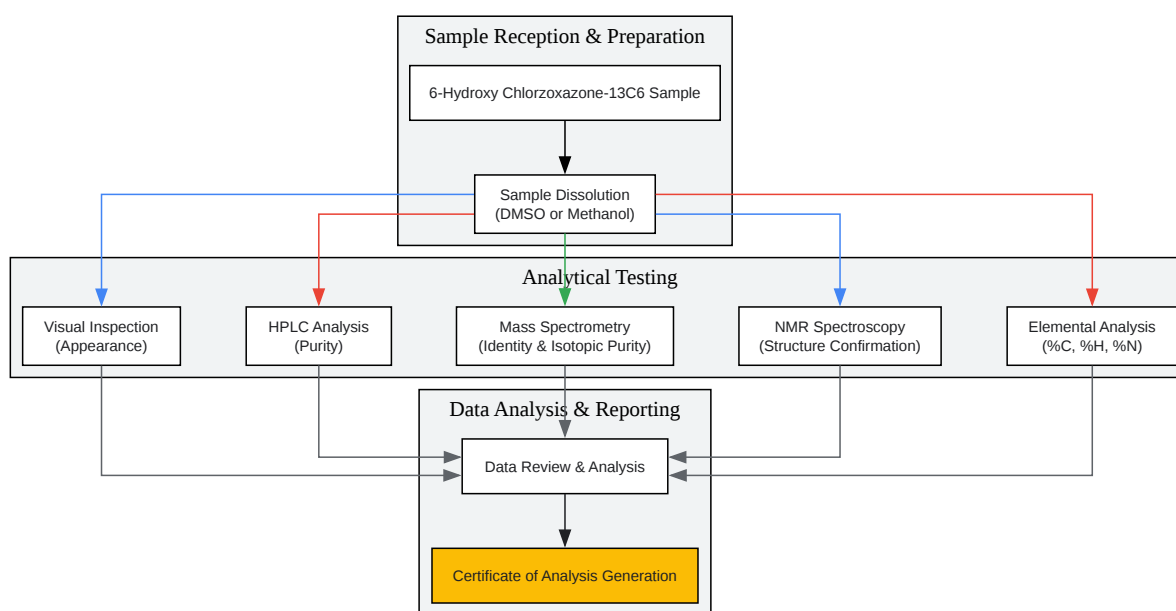 Sample Reception & Preparation
6-Hydroxy Chlorzoxazone-13C6 Sample
Sample Dissolution
(DMSO or Methanol)
Analytical Testing
Visual Inspection
(Appearance)
HPLC Analysis
(Purity)
Mass Spectrometry
(Identity & Isotopic Purity)
NMR Spectroscopy
(Structure Confirmation)
Elemental Analysis
(%C, %H, %N)
Data Analysis & Reporting
Data Review & Analysis
Certificate of Analysis Generation